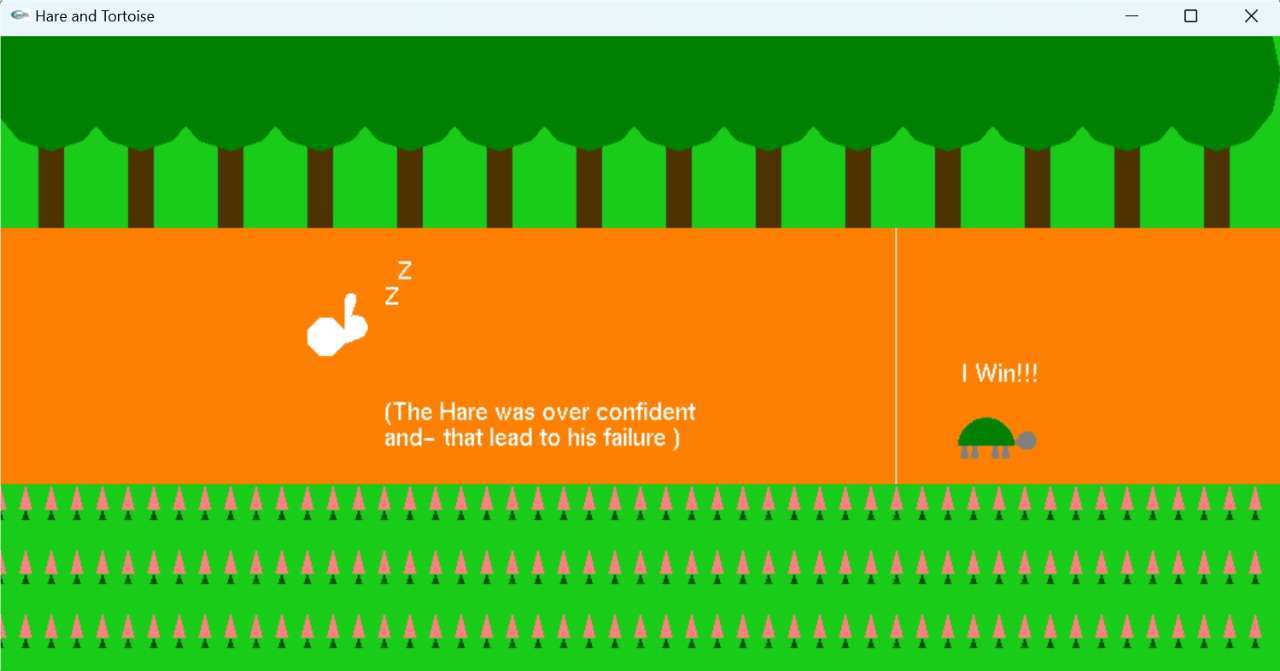 Hare and Tortoise
Z
Z
I Win!!!
(The Hare was over confident
and- that lead to his failure )